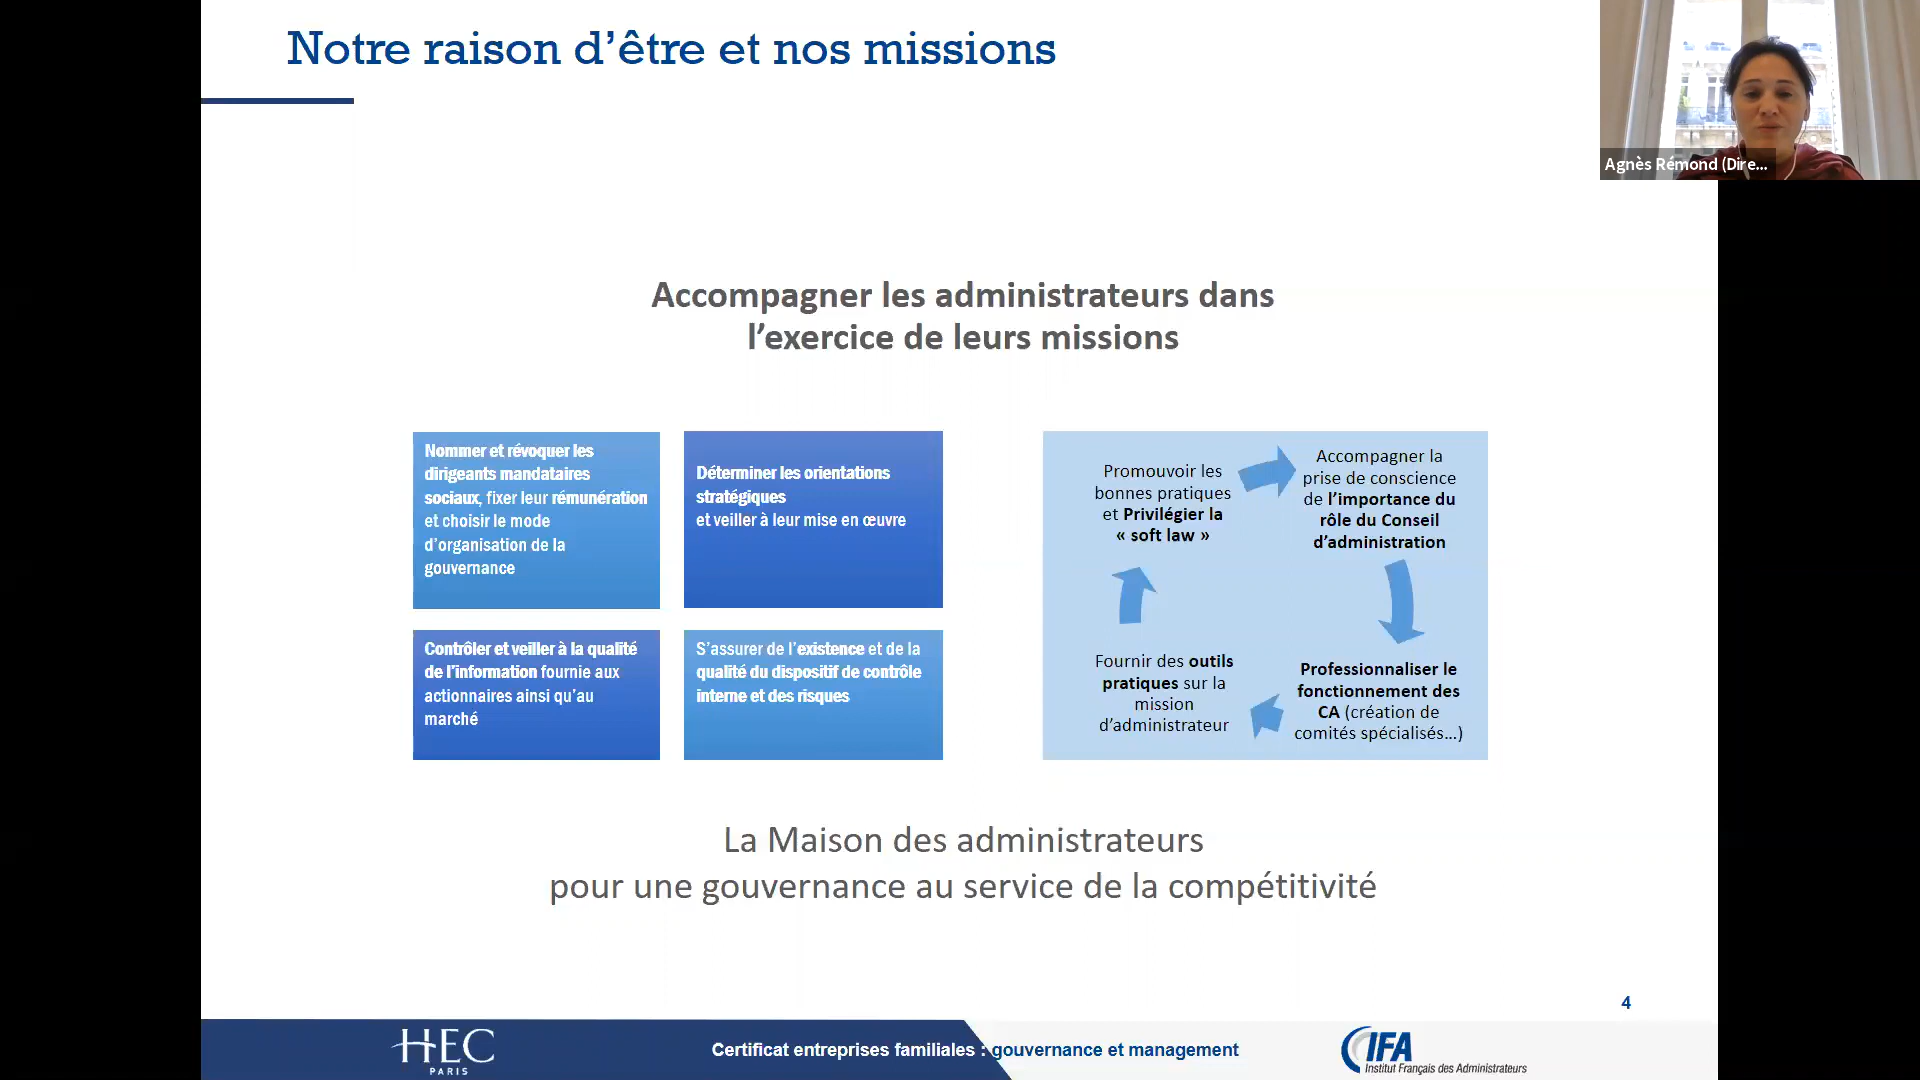 Notre raison d’être et nos missions
Agnès Rémond (Dire...
Accompagner les administrateurs dans
l’exercice de leurs missions
Nommer et révoquer les
dirigeants mandataires
sociaux, fixer leur rémunération
et choisir le mode
d’organisation de la
gouvernance
Déterminer les orientations
stratégiques
et veiller à leur mise en œuvre
Contrôler et veiller à la qualité
de l’information fournie aux
actionnaires ainsi qu’au
marché
S’assurer de l’existence et de la
qualité du dispositif de contrôle
interne et des risques
Promouvoir les
bonnes pratiques
et Privilégier la
« soft law »
Accompagner la
prise de conscience
de l’importance du
rôle du Conseil
d’administration
Professionnaliser le
fonctionnement des
CA (création de
comités spécialisés…)
Fournir des outils
pratiques sur la
mission
d’administrateur
La Maison des administrateurs
pour une gouvernance au service de la compétitivité
4
HEC
PARIS
Certificat entreprises familiales : gouvernance et management
IFA
Institut Français des Administrateurs